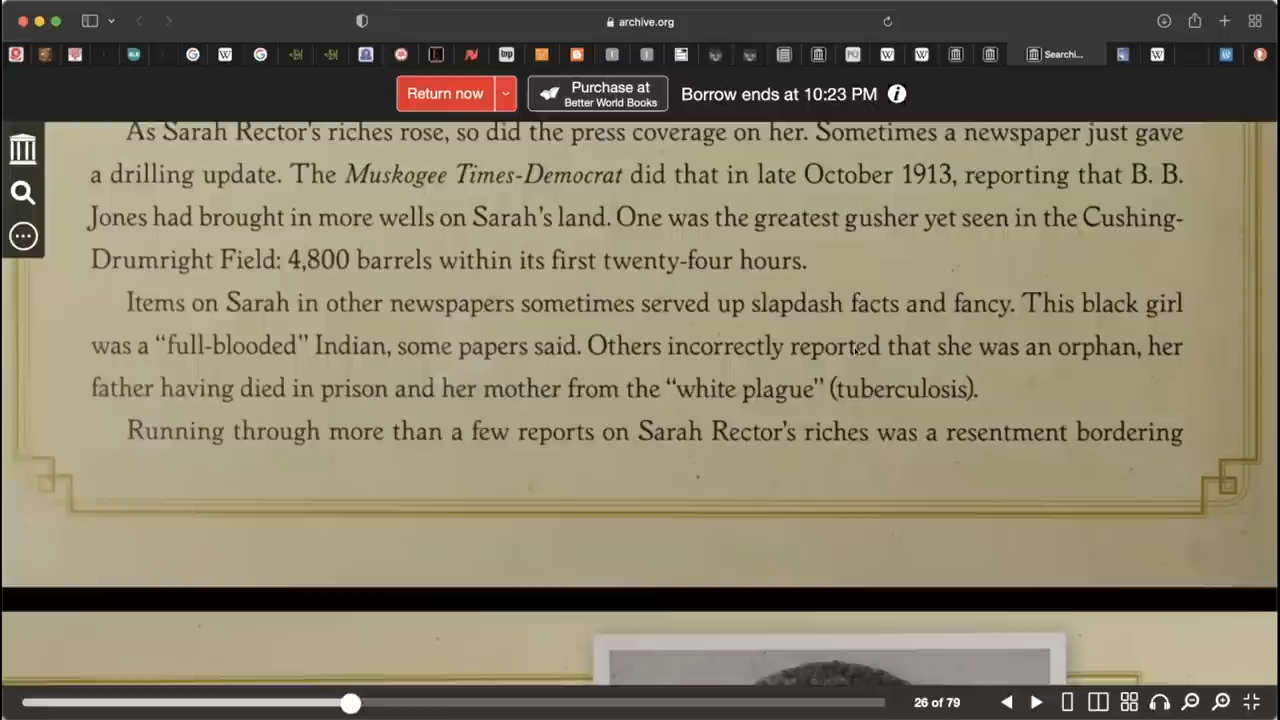 archive.org
Searchi...
Return now
Purchase at
Better World Books
Borrow ends at 10:23 PM
As Sarah Rector's riches rose, so did the press coverage on her. Sometimes a newspaper just gave
a drilling update. The Muskogee Times-Democrat did that in late October 1913, reporting that B. B.
Jones had brought in more wells on Sarah's land. One was the greatest gusher yet seen in the Cushing-
Drumright Field: 4,800 barrels within its first twenty-four hours.
Items on Sarah in other newspapers sometimes served up slapdash facts and fancy. This black girl
was a “full-blooded” Indian, some papers said. Others incorrectly reported that she was an orphan, her
father having died in prison and her mother from the “white plague” (tuberculosis).
Running through more than a few reports on Sarah Rector's riches was a resentment bordering
26 of 79